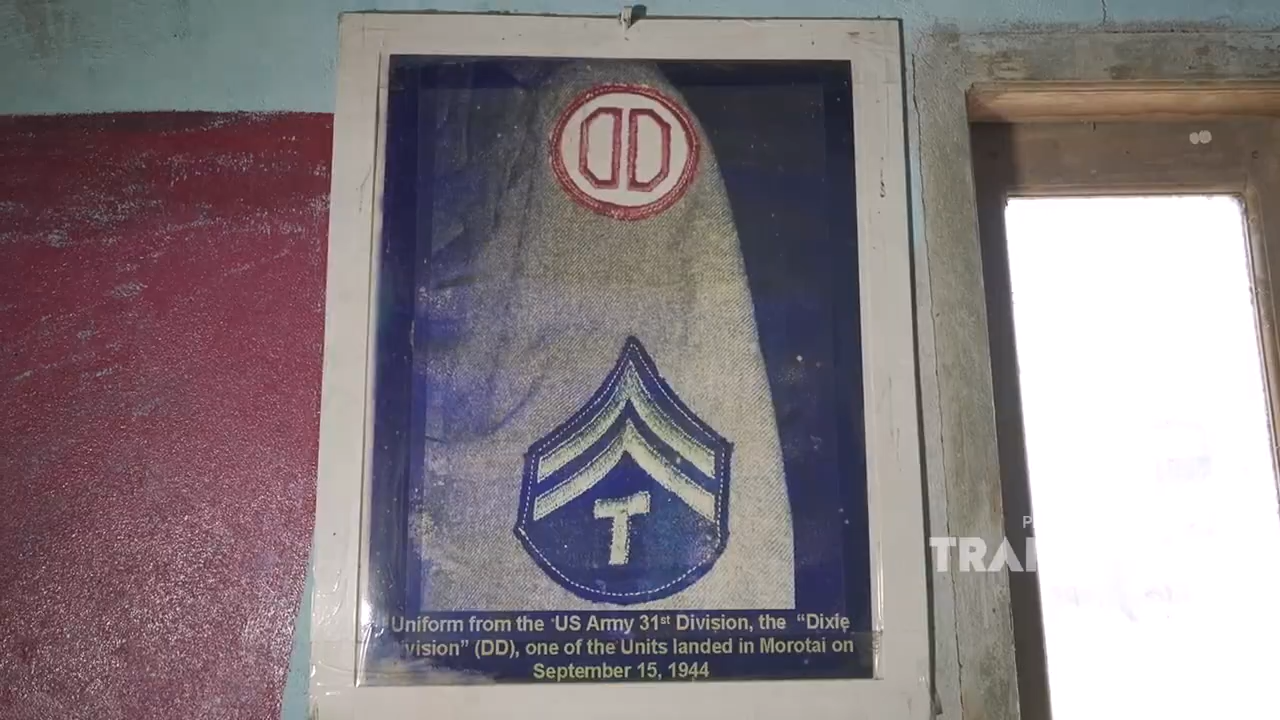 DD
T
Uniform from the US Army 31st Division, the “Dixie
vision” (DD), one of the Units landed in Morotai on
September 15, 1944